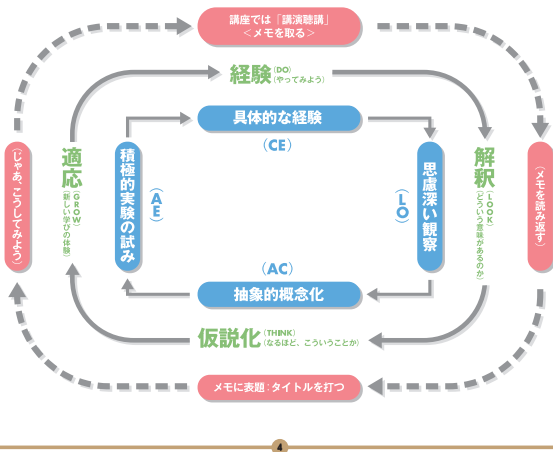 講座では「講演聴講」
＜メモを取る＞
経験(DO)
(やってみよう)
具体的な経験
(CE)
(じゃあ、こうしてみよう)
適応
(GROW)
(新しい学びの体験)
積極的実験の試み
(AE)
(LO)
思慮深い観察
解釈
(LOOK)
(どういう意味があるのか)
(メモを読み返す)
(AC)
抽象的概念化
仮説化(THINK)
(なるほど、こういうことか)
メモに表題：タイトルを打つ
4